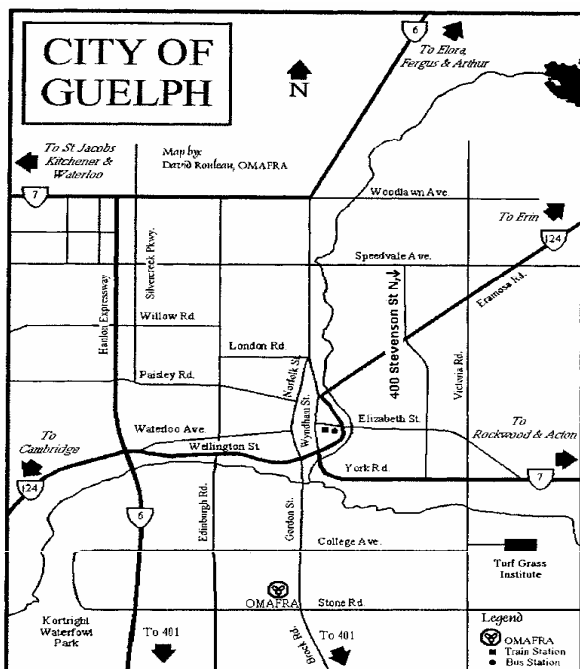 CITY OF
GUELPH
N
6
To Elora,
Fergus & Arthur
To St Jacobs
Kitchener &
Waterloo
7
Map by:
David Rouleau, OMAFRA
Woodlawn Ave.
To Erin
124
Speedvale Ave.
Hanlon Expressway
Silvercreek Pkwy.
Eramosa Rd.
400 Stevenson St N,
Victoria Rd.
Willow Rd.
London Rd.
Norfolk St.
Paisley Rd.
Wyndham St.
Elizabeth St.
Waterloo Ave.
Wellington St.
To
Cambridge
124
To
Rockwood & Acton
York Rd.
7
6
Edinburgh Rd.
Gordon St.
College Ave.
Turf Grass
Institute
OMAFRA
Stone Rd.
Kortright
Waterfowl
Park
To 401
Brock Rd.
To 401
Legend
OMAFRA
Train Station
Bus Station